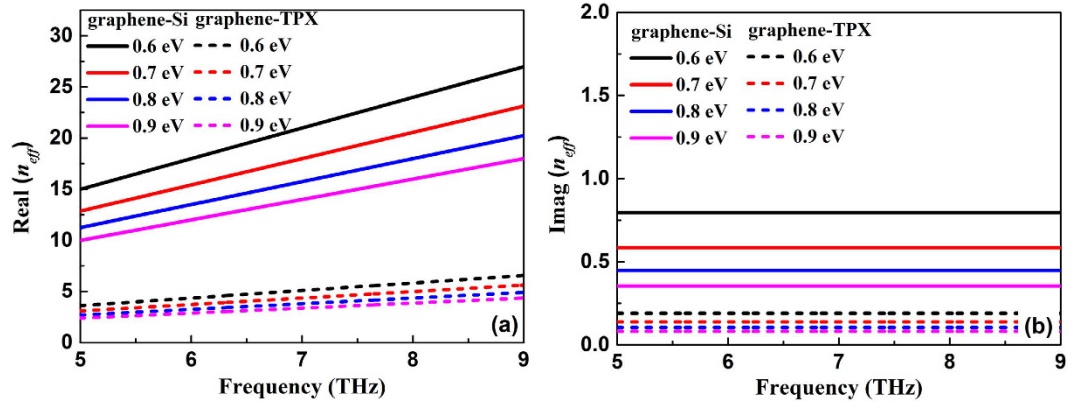 graphene-Si graphene-TPX
0.6 eV 0.6 eV
0.7 eV 0.7 eV
0.8 eV 0.8 eV
0.9 eV 0.9 eV
30
25
20
15
10
5
0
Real (neff)
5 6 7 8 9
Frequency (THz)
(a)
graphene-Si graphene-TPX
0.6 eV 0.6 eV
0.7 eV 0.7 eV
0.8 eV 0.8 eV
0.9 eV 0.9 eV
2.0
1.5
1.0
0.5
0.0
Imag (neff)
5 6 7 8 9
Frequency (THz)
(b)